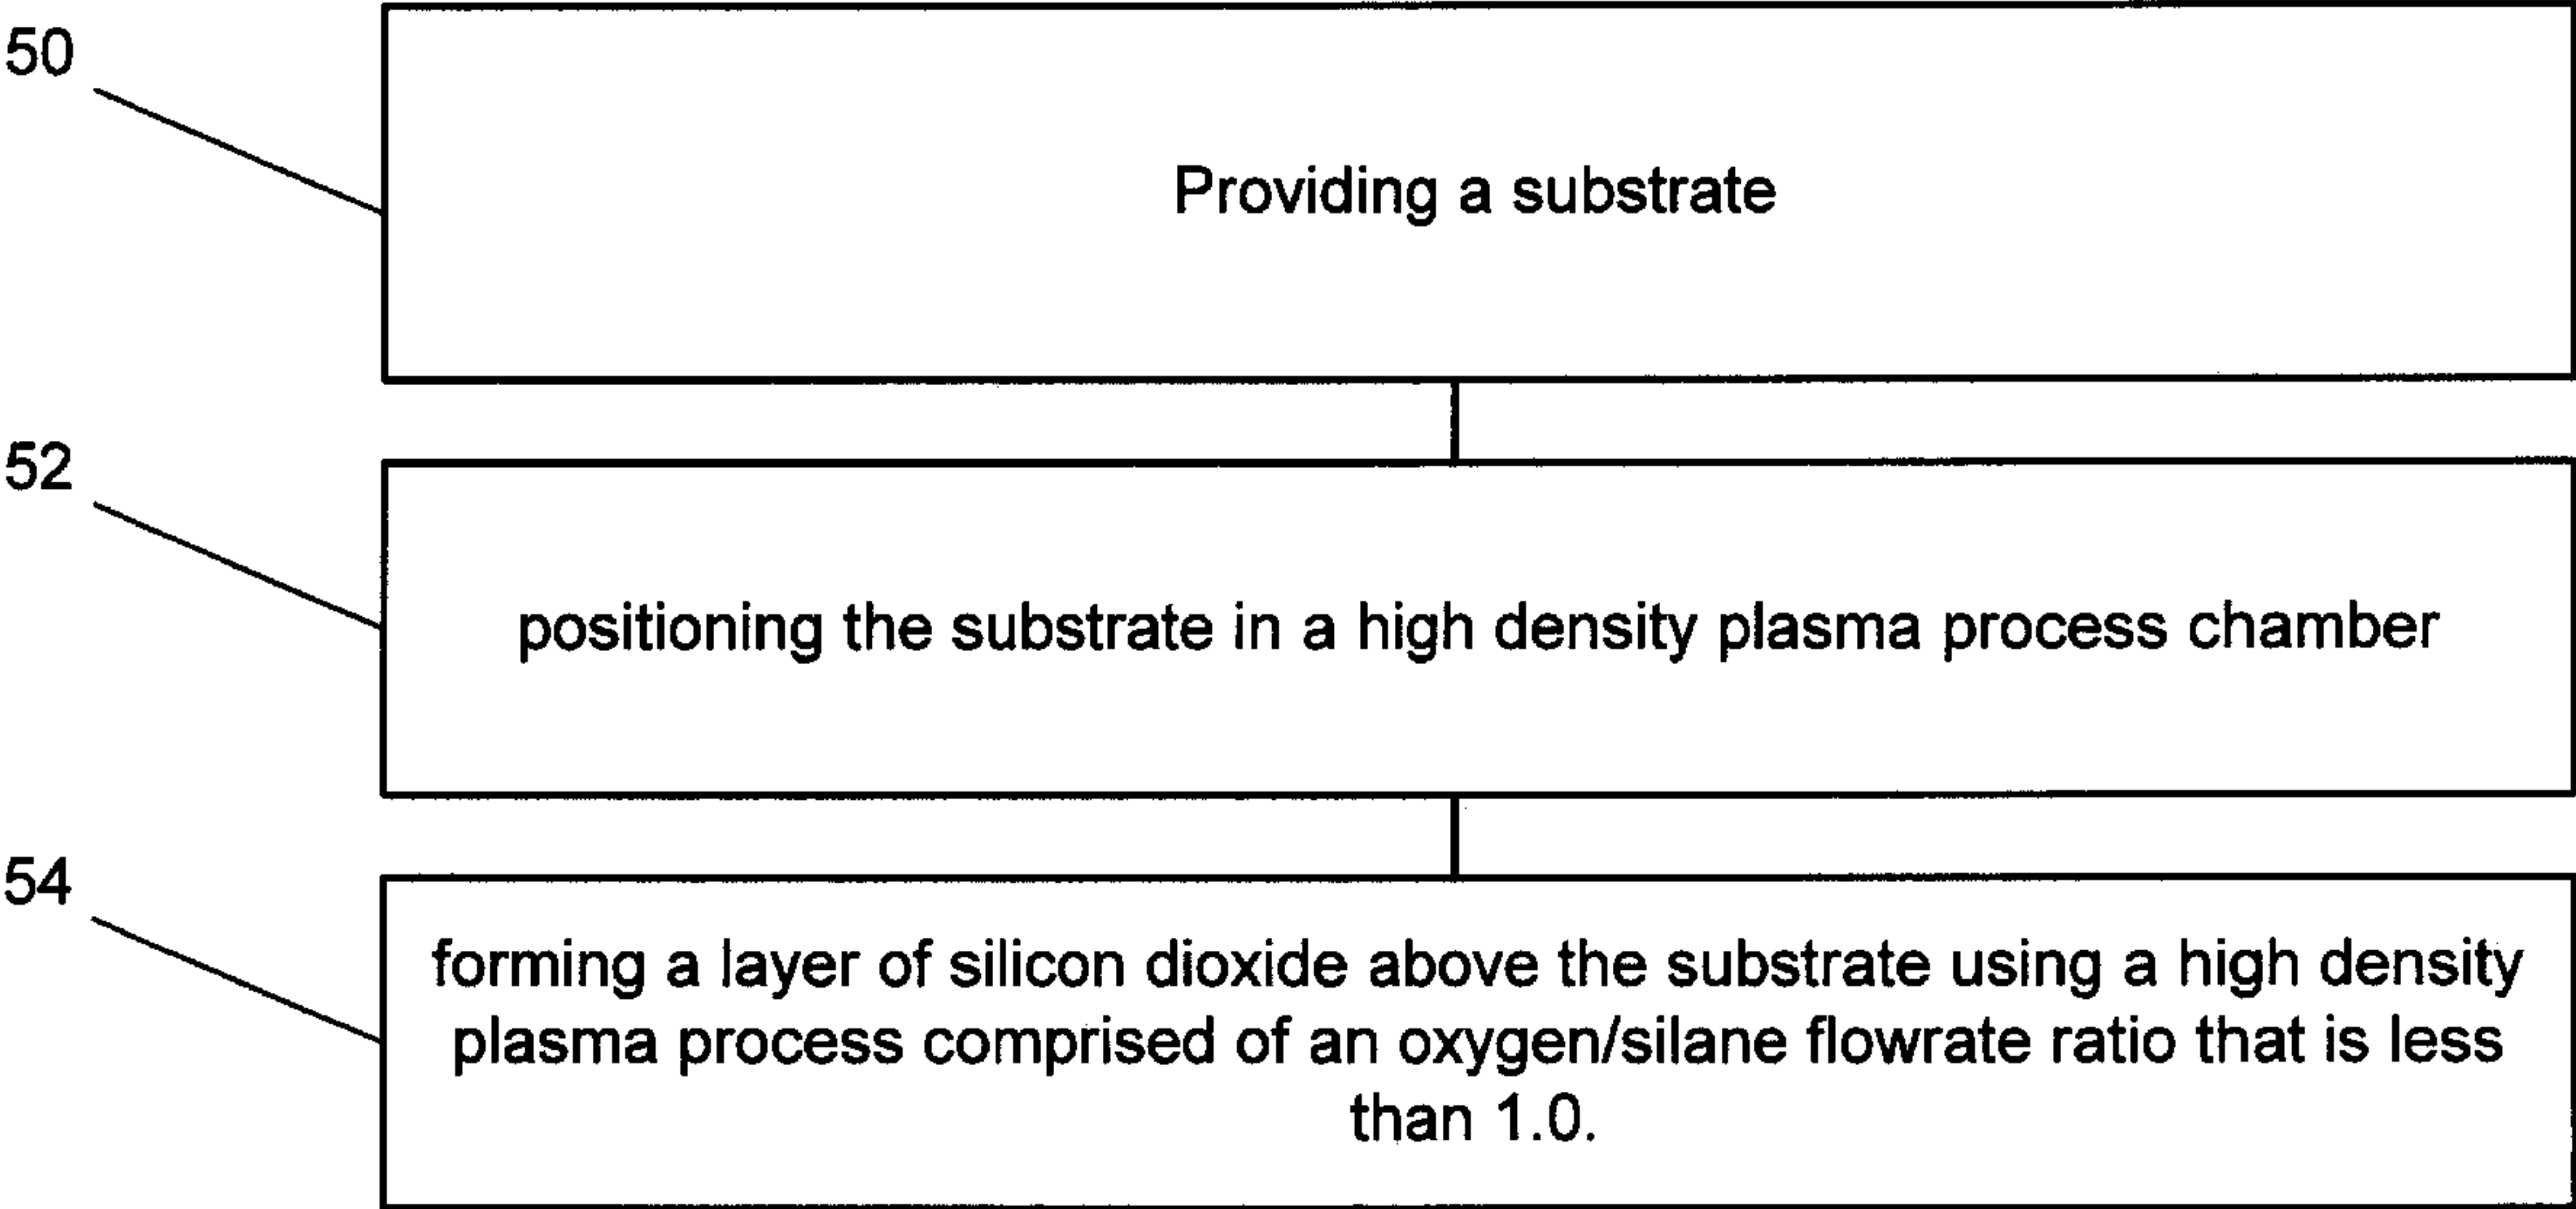 50
Providing a substrate
52
positioning the substrate in a high density plasma process chamber
54
forming a layer of silicon dioxide above the substrate using a high density
plasma process comprised of an oxygen/silane flowrate ratio that is less
than 1.0.